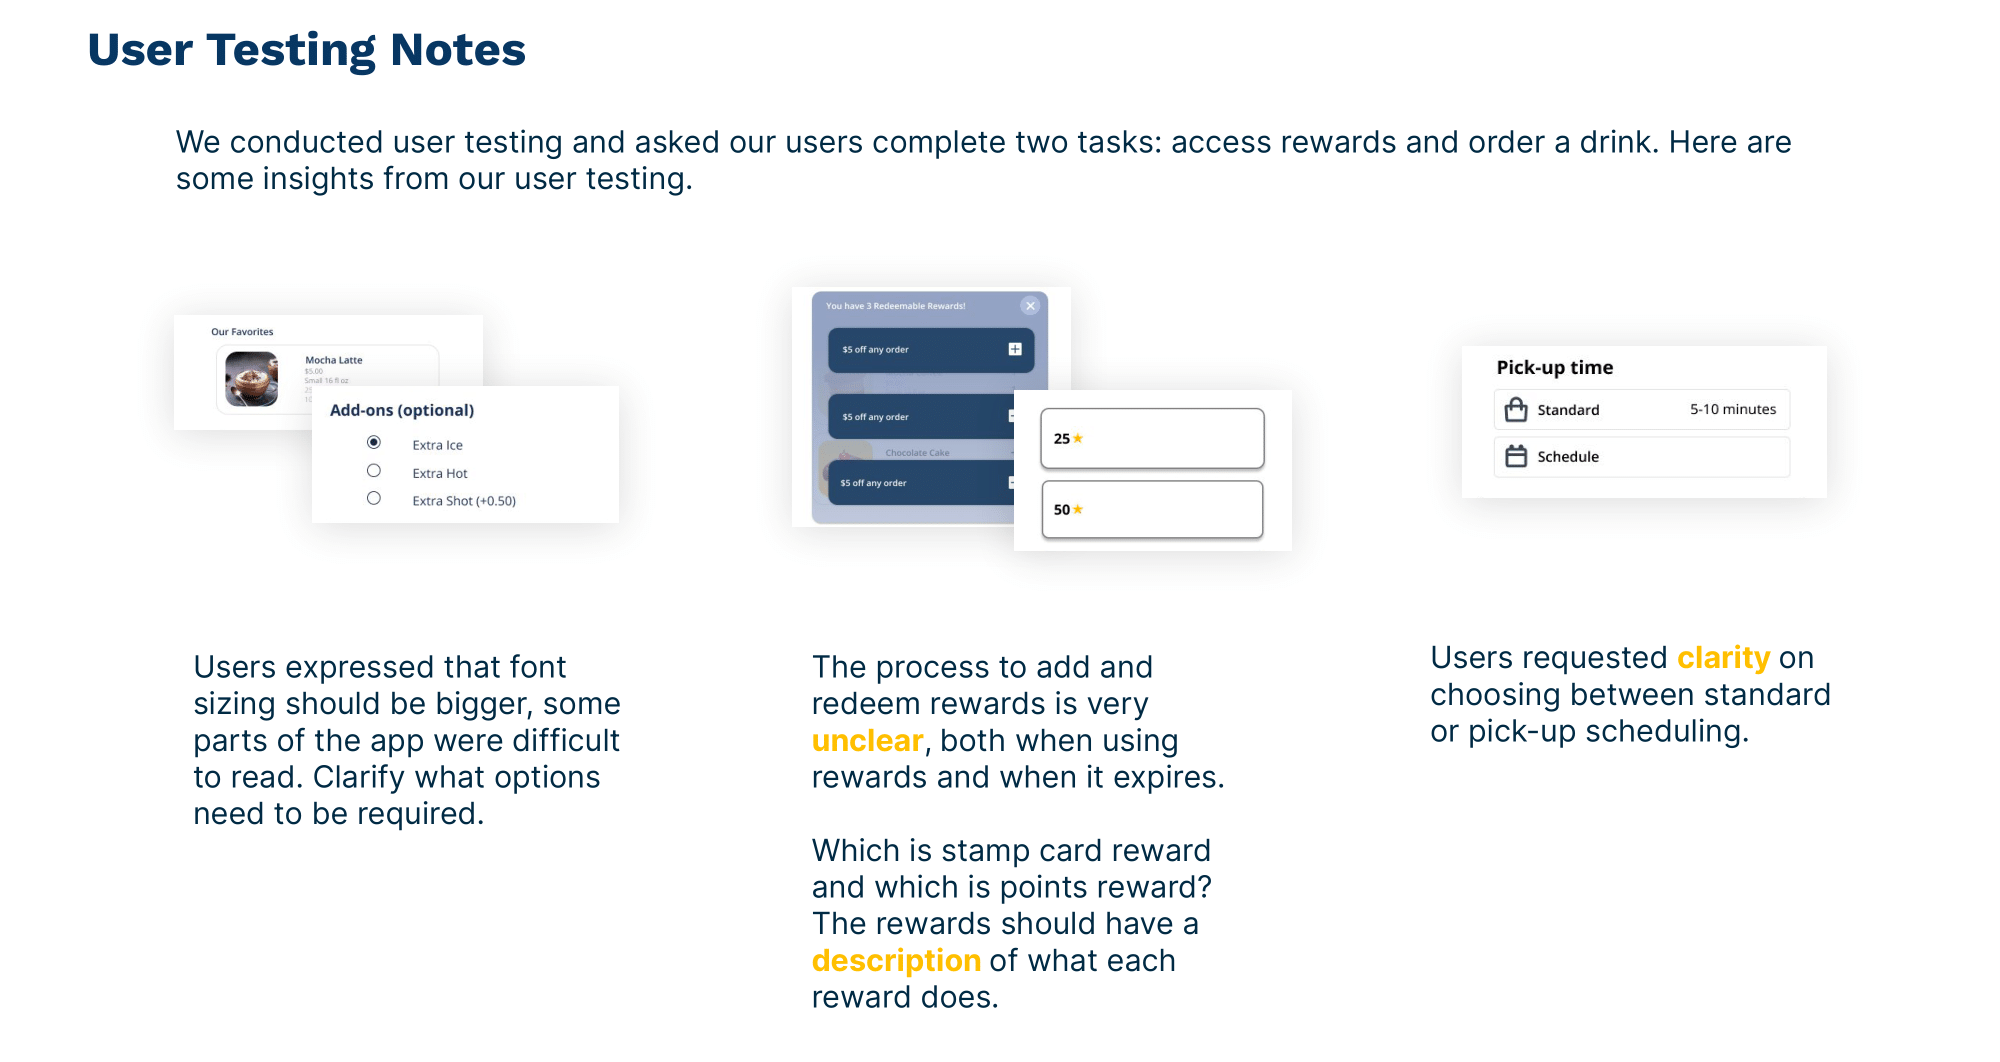 User Testing Notes
We conducted user testing and asked our users complete two tasks: access rewards and order a drink. Here are
some insights from our user testing.
Our Favorites
Mocha Latte
$5.00
Small 16 fl oz
Add-ons (optional)
Extra Ice
Extra Hot
Extra Shot (+0.50)
You have 3 Redeemable Rewards!
$5 off any order
$5 off any order
Chocolate Cake
$5 off any order
25
50
Pick-up time
Standard 5-10 minutes
Schedule
Users expressed that font
sizing should be bigger, some
parts of the app were difficult
to read. Clarify what options
need to be required.
The process to add and
redeem rewards is very
unclear, both when using
rewards and when it expires.
Which is stamp card reward
and which is points reward?
The rewards should have a
description of what each
reward does.
Users requested clarity on
choosing between standard
or pick-up scheduling.